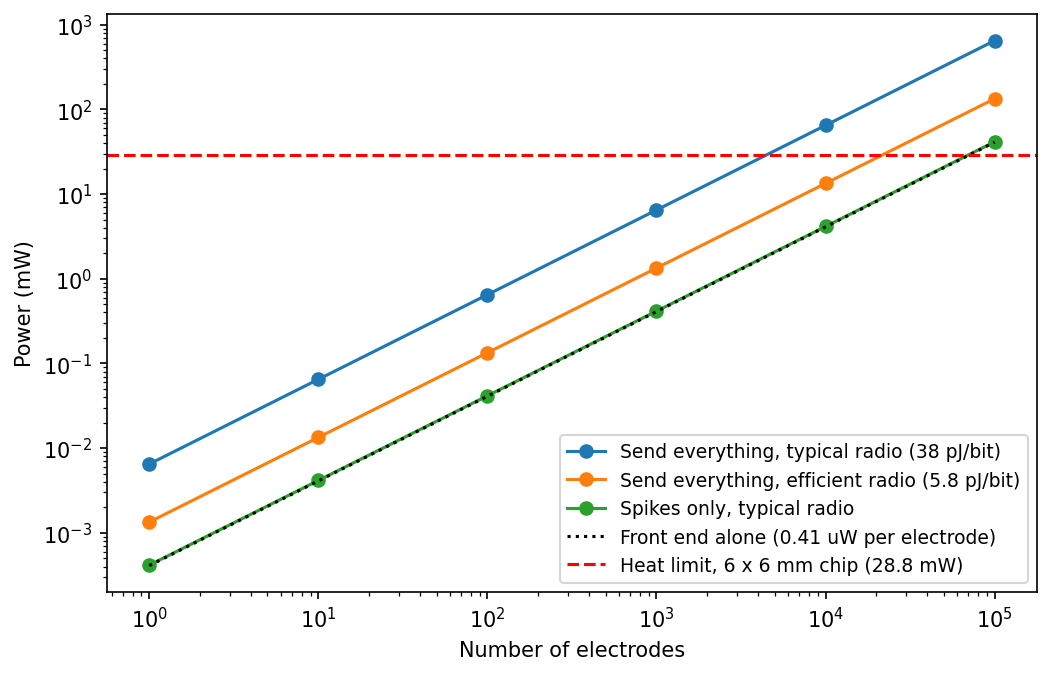 10³
10²
10¹
10⁰
10⁻¹
10⁻²
10⁻³
Power (mW)
Send everything, typical radio (38 pJ/bit)
Send everything, efficient radio (5.8 pJ/bit)
Spikes only, typical radio
Front end alone (0.41 uW per electrode)
Heat limit, 6 x 6 mm chip (28.8 mW)
10⁰ 10¹ 10² 10³ 10⁴ 10⁵
Number of electrodes